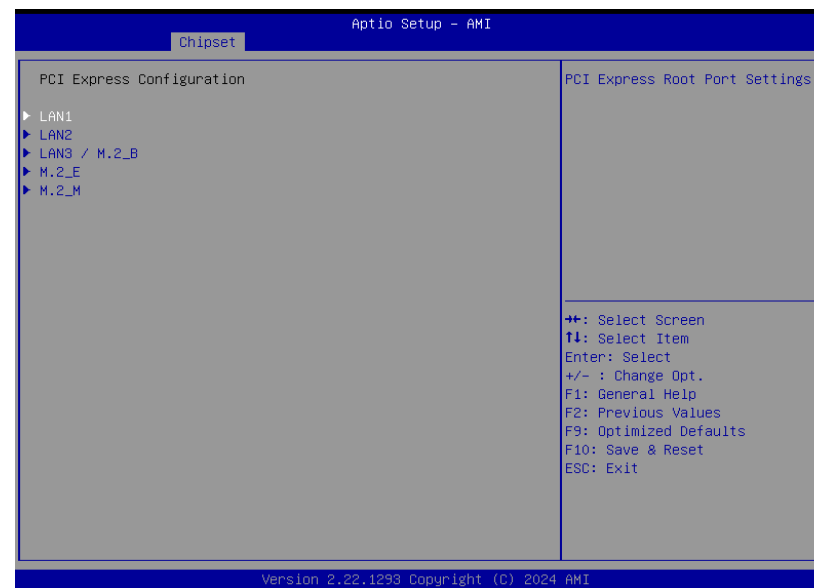 Aptio Setup – AMI
Chipset
PCI Express Configuration
PCI Express Root Port Settings
▶ LAN1
▶ LAN2
▶ LAN3 / M.2_B
▶ M.2_E
▶ M.2_M
→←: Select Screen
↑↓: Select Item
Enter: Select
+/- : Change Opt.
F1: General Help
F2: Previous Values
F9: Optimized Defaults
F10: Save & Reset
ESC: Exit
Version 2.22.1293 Copyright (C) 2024 AMI